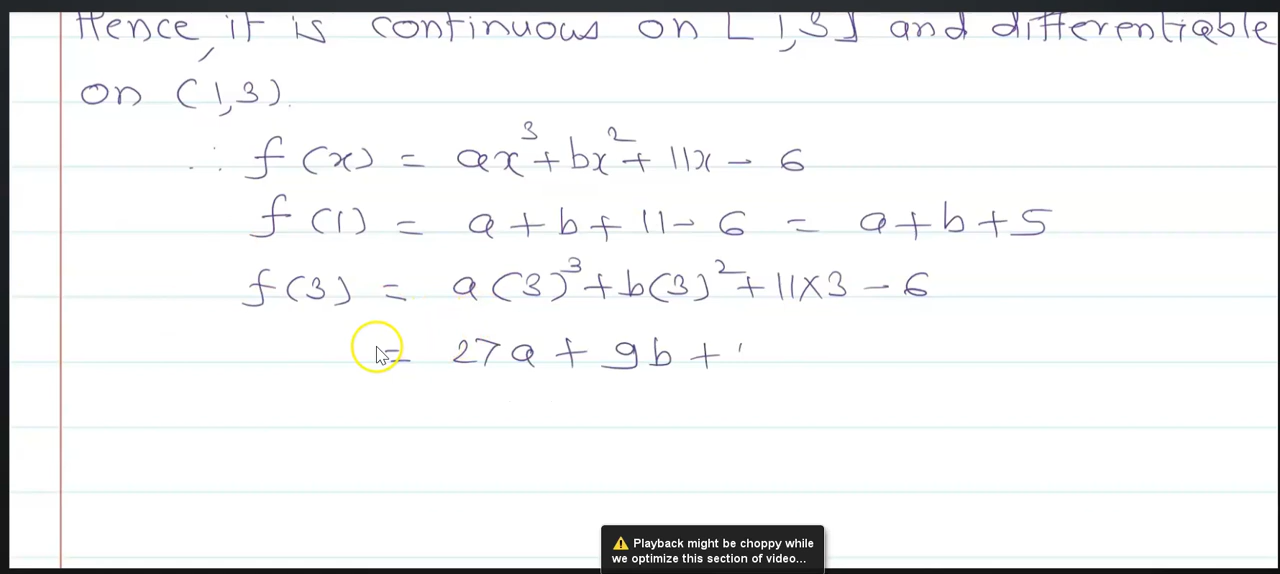 Hence, it is continuous on [1,3] and differentiable
on (1,3).
∴ f(x) = ax³+bx²+11x-6
f(1) = a+b+11-6 = a+b+5
f(3) = a(3)³+b(3)²+11×3-6
= 27a+9b+
Playback might be choppy while
we optimize this section of video...